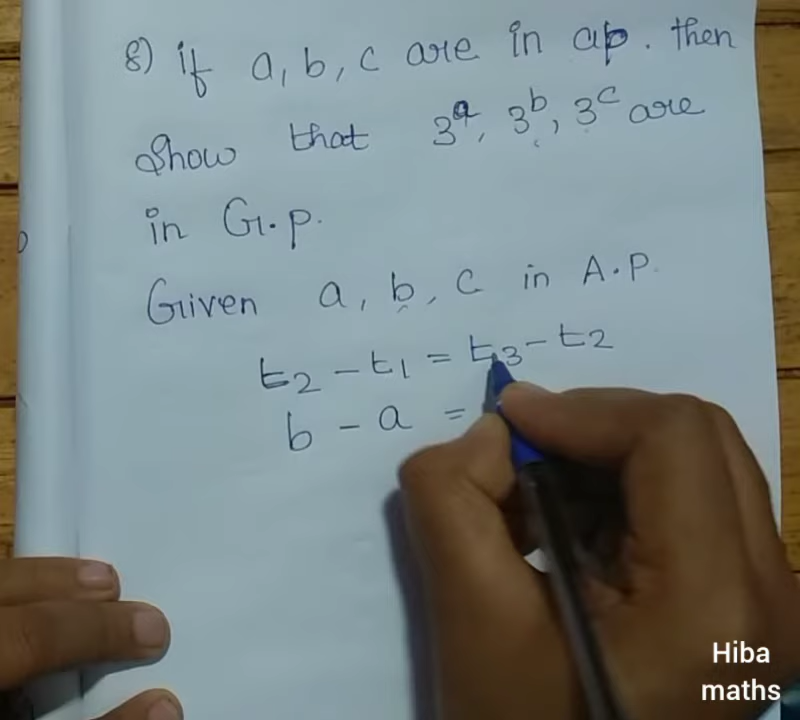 8) if a, b, c are in ap. then
show that 3ᵃ, 3ᵇ, 3ᶜ are
in G.p.
Given a, b, c in A.P.
t₂ - t₁ = t₃ - t₂
b - a =
Hiba
maths